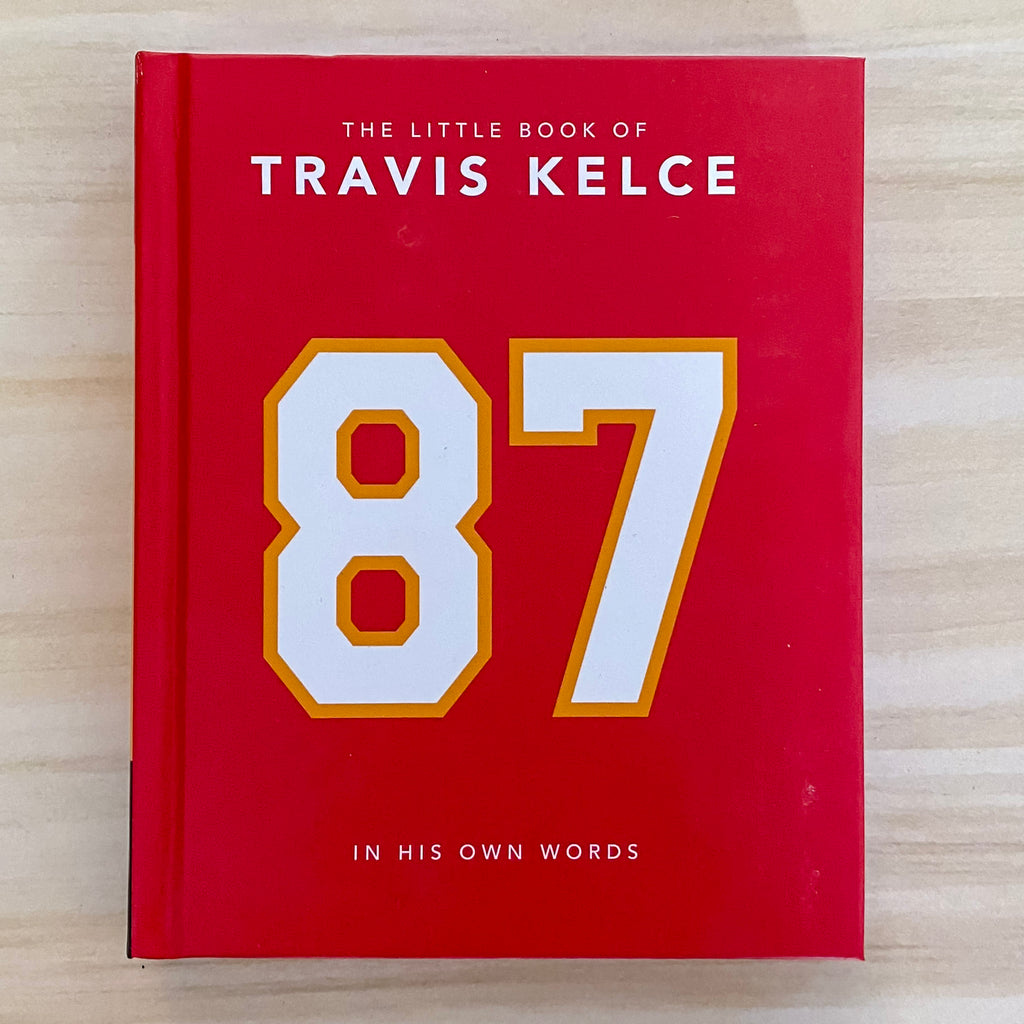 THE LITTLE BOOK OF
TRAVIS KELCE
87
IN HIS OWN WORDS